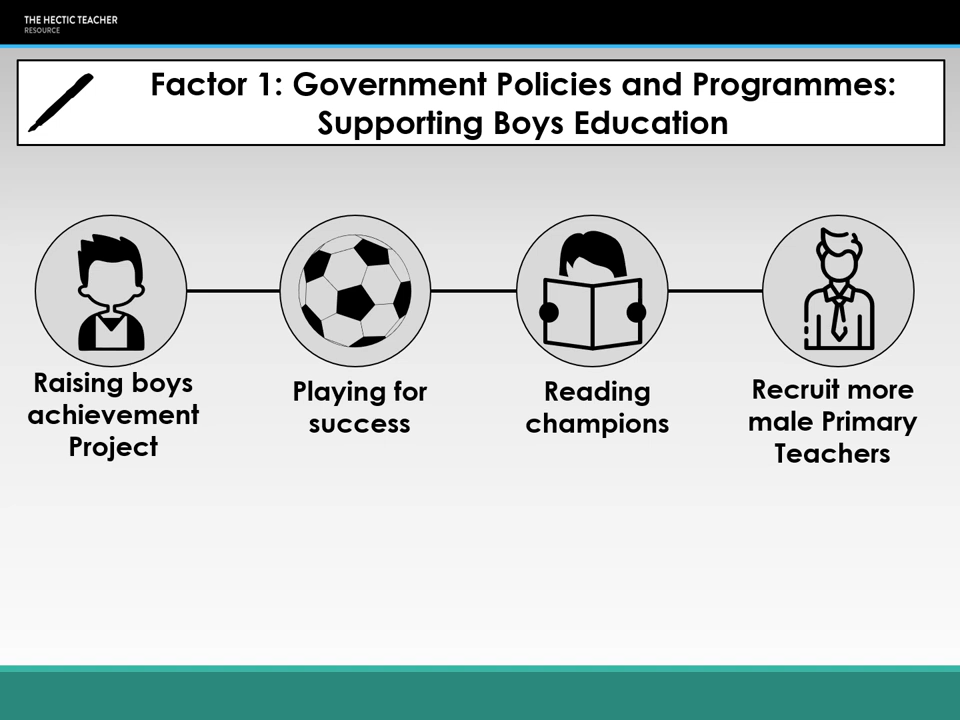 THE HECTIC TEACHER
RESOURCE
Factor 1: Government Policies and Programmes:
Supporting Boys Education
Raising boys
achievement
Project
Playing for
success
Reading
champions
Recruit more
male Primary
Teachers